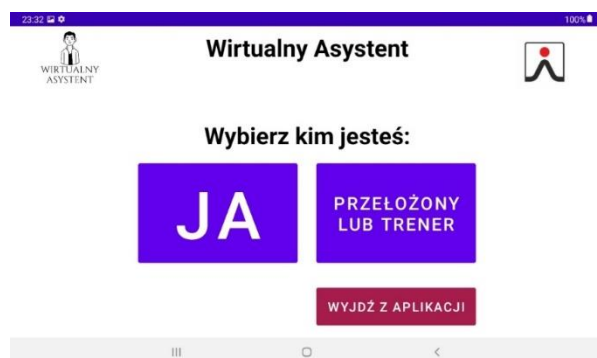 23:32
100%
WIRTUALNY
ASYSTENT
Wirtualny Asystent
Wybierz kim jesteś:
JA
PRZEŁOŻONY
LUB TRENER
WYJDŹ Z APLIKACJI